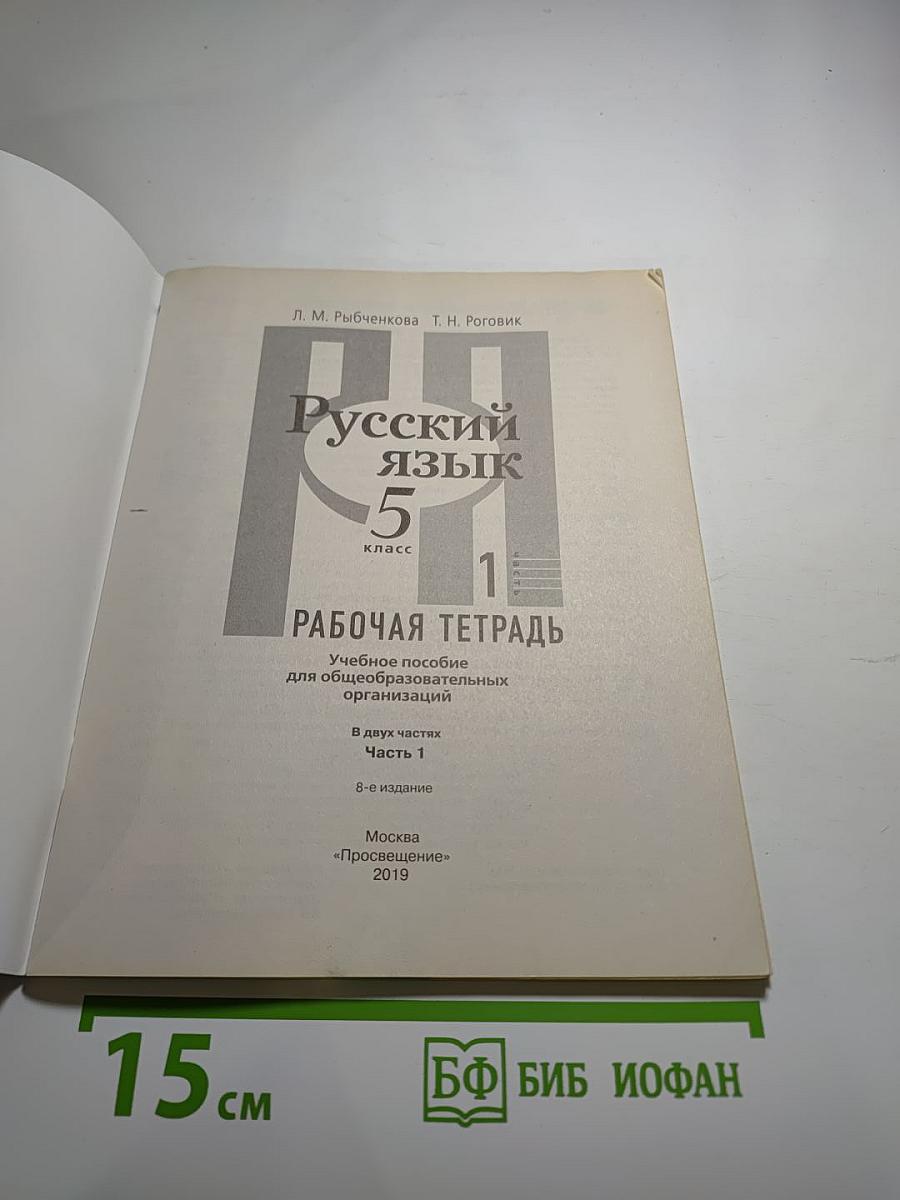 Л. М. Рыбченкова Т. Н. Роговик
РЯ
Русский
язык
5
класс
1
часть
РАБОЧАЯ ТЕТРАДЬ
Учебное пособие
для общеобразовательных
организаций
В двух частях
Часть 1
8-е издание
Москва
«Просвещение»
2019
15 см
БФ БИБ ИОФАН